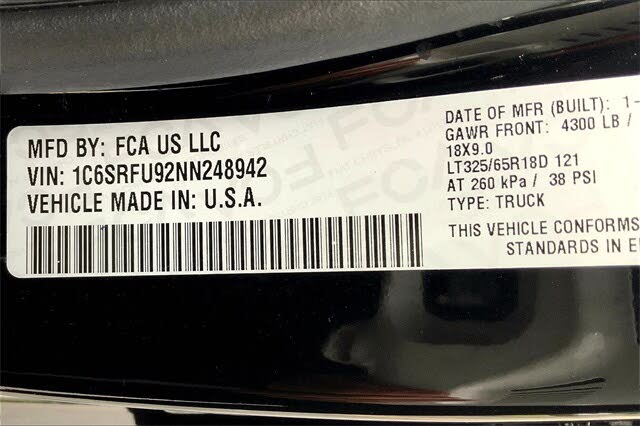 MFD BY: FCA US LLC
VIN: 1C6SRFU92NN248942
VEHICLE MADE IN: U.S.A.
DATE OF MFR (BUILT): 1-
GAWR FRONT: 4300 LB /
18X9.0
LT325/65R18D 121
AT 260 kPa / 38 PSI
TYPE: TRUCK
THIS VEHICLE CONFORMS
STANDARDS IN